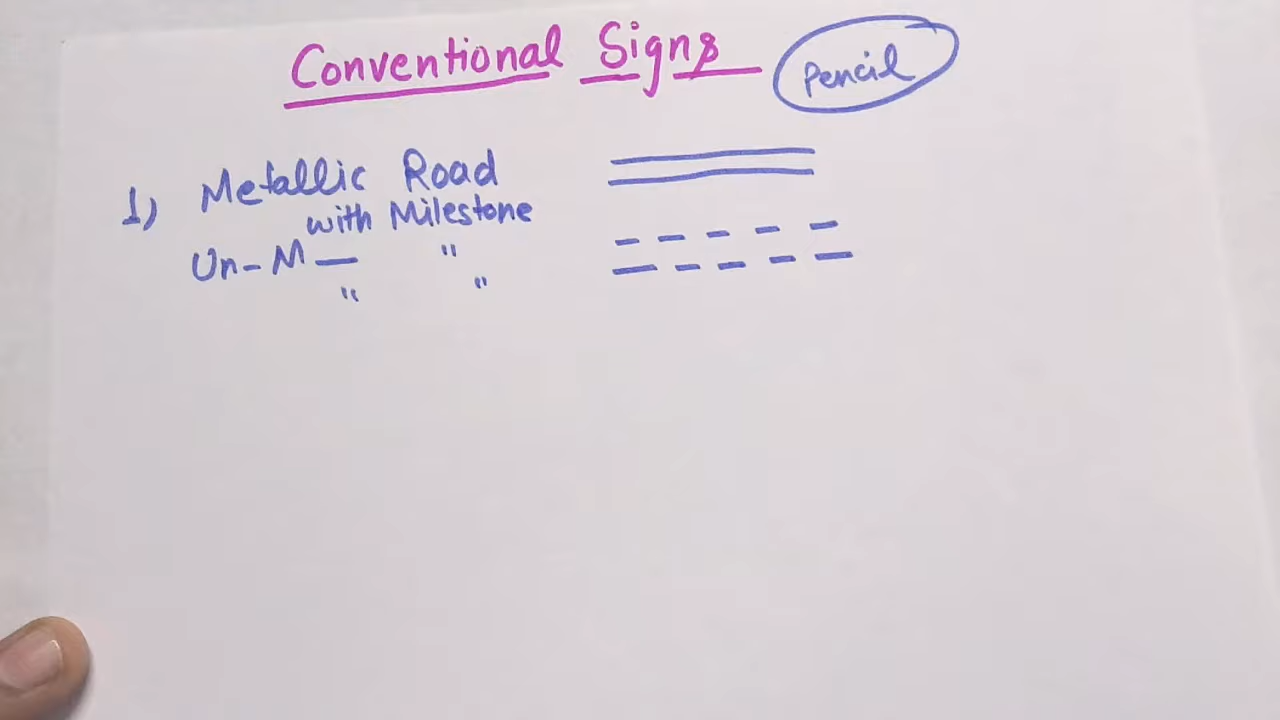 Conventional Signs
Pencil
1) Metallic Road
with Milestone
Un-M— "
" "